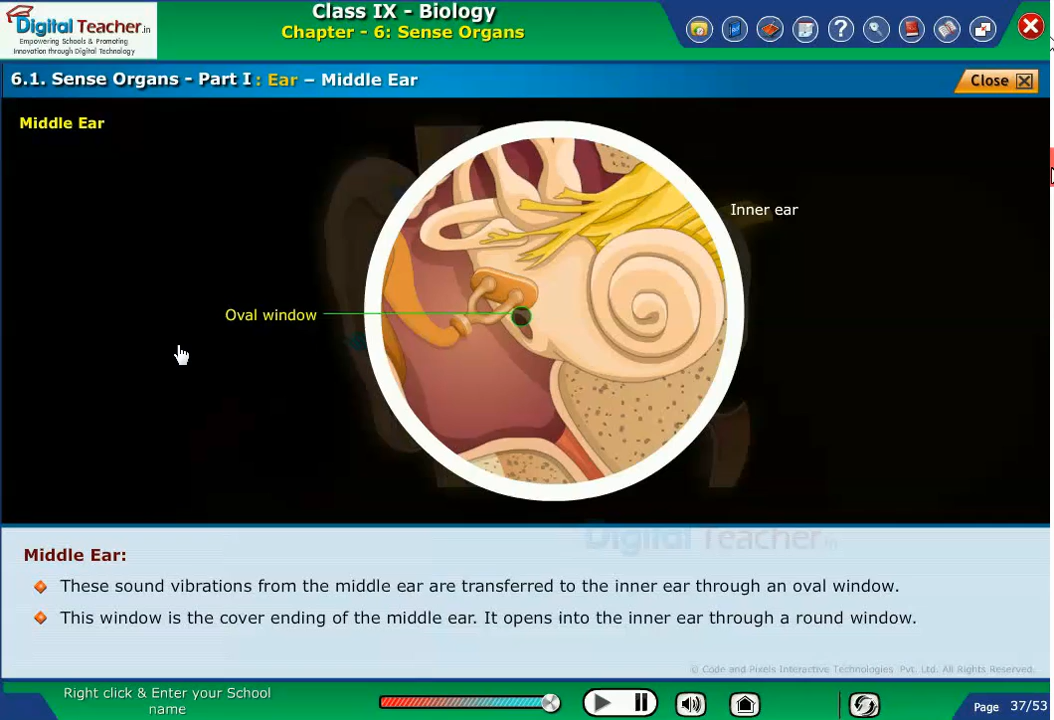 Digital Teacher.in
Empowering Schools & Promoting
Innovation through Digital Technology
Class IX - Biology
Chapter - 6: Sense Organs
6.1. Sense Organs - Part I : Ear – Middle Ear
Close
Middle Ear
Inner ear
Oval window
Digital Teacher.in
Middle Ear:
These sound vibrations from the middle ear are transferred to the inner ear through an oval window.
This window is the cover ending of the middle ear. It opens into the inner ear through a round window.
© Code and Pixels Interactive Technologies Pvt. Ltd. All Rights Reserved.
Right click & Enter your School
name
Page 37/53